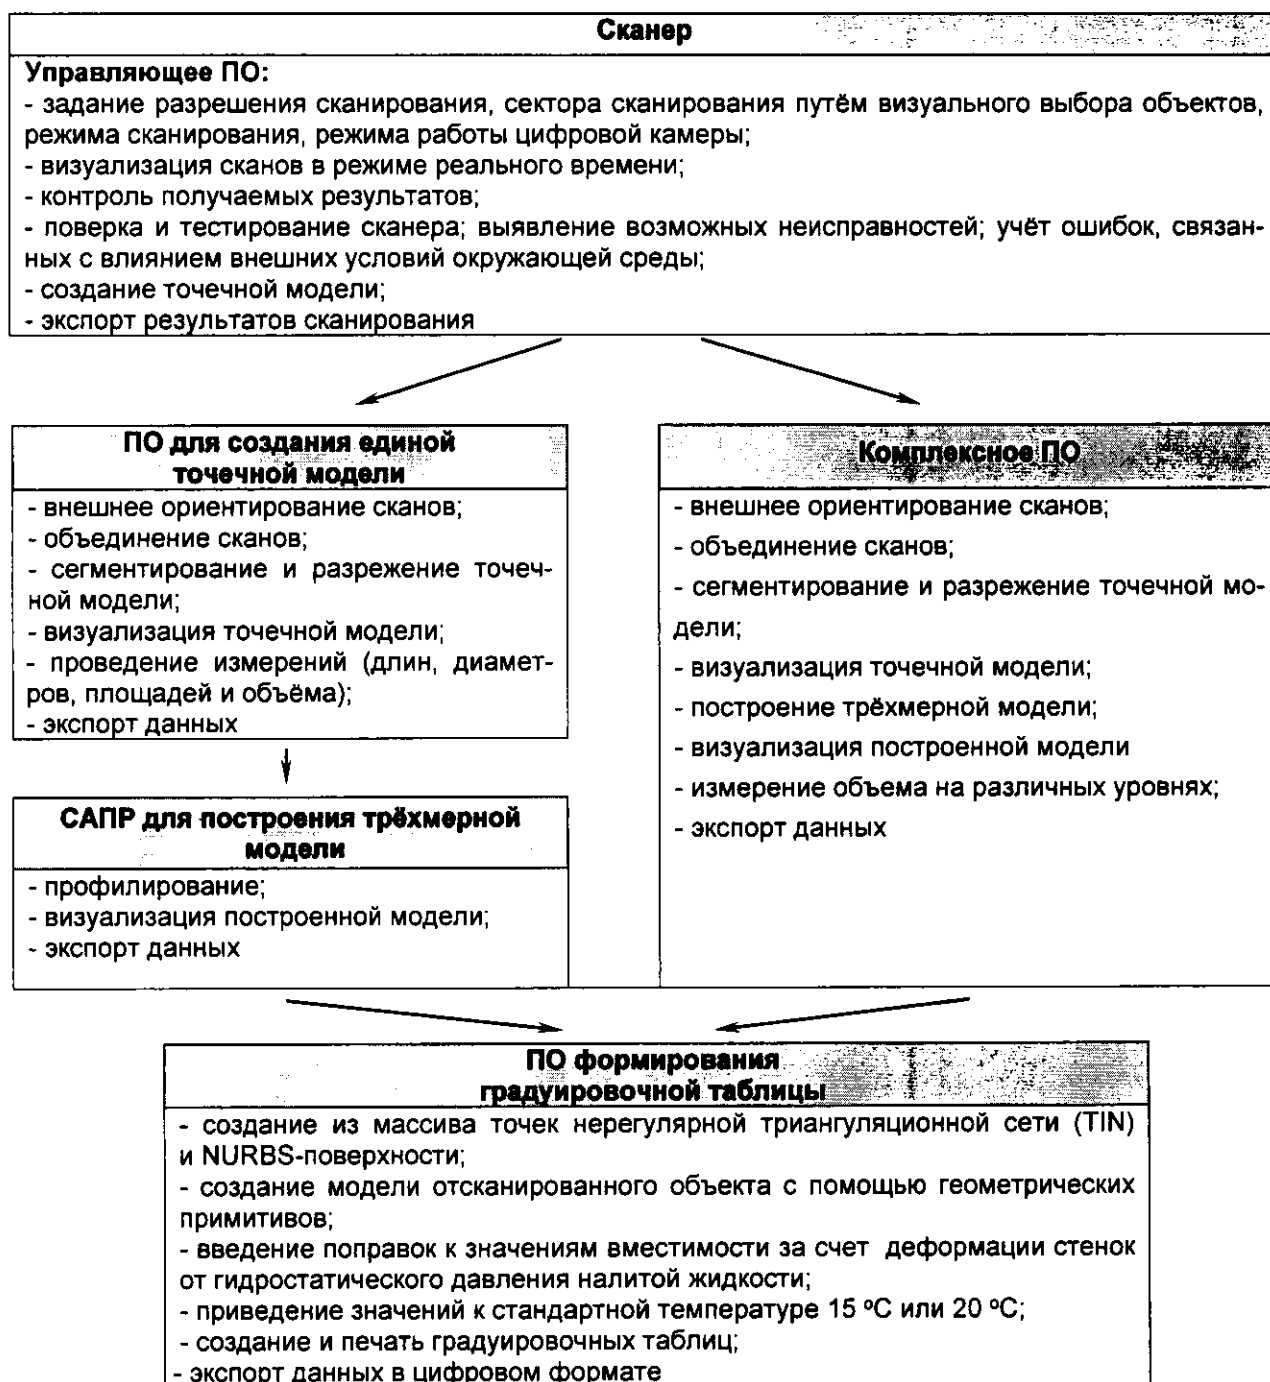 Сканер
Управляющее ПО:
- задание разрешения сканирования, сектора сканирования путём визуального выбора объектов,
режима сканирования, режима работы цифровой камеры;
- визуализация сканов в режиме реального времени;
- контроль получаемых результатов;
- поверка и тестирование сканера; выявление возможных неисправностей; учёт ошибок, связан-
ных с влиянием внешних условий окружающей среды;
- создание точечной модели;
- экспорт результатов сканирования
ПО для создания единой
точечной модели
- внешнее ориентирование сканов;
- объединение сканов;
- сегментирование и разрежение точеч-
ной модели;
- визуализация точечной модели;
- проведение измерений (длин, диамет-
ров, площадей и объёма);
- экспорт данных
САПР для построения трёхмерной
модели
- профилирование;
- визуализация построенной модели;
- экспорт данных
Комплексное ПО
- внешнее ориентирование сканов;
- объединение сканов;
- сегментирование и разрежение точечной мо-
дели;
- визуализация точечной модели;
- построение трёхмерной модели;
- визуализация построенной модели
- измерение объема на различных уровнях;
- экспорт данных
ПО формирования
градуировочной таблицы
- создание из массива точек нерегулярной триангуляционной сети (TIN)
и NURBS-поверхности;
- создание модели отсканированного объекта с помощью геометрических
примитивов;
- введение поправок к значениям вместимости за счет деформации стенок
от гидростатического давления налитой жидкости;
- приведение значений к стандартной температуре 15 ºС или 20 ºС;
- создание и печать градуировочных таблиц;
- экспорт данных в цифровом формате